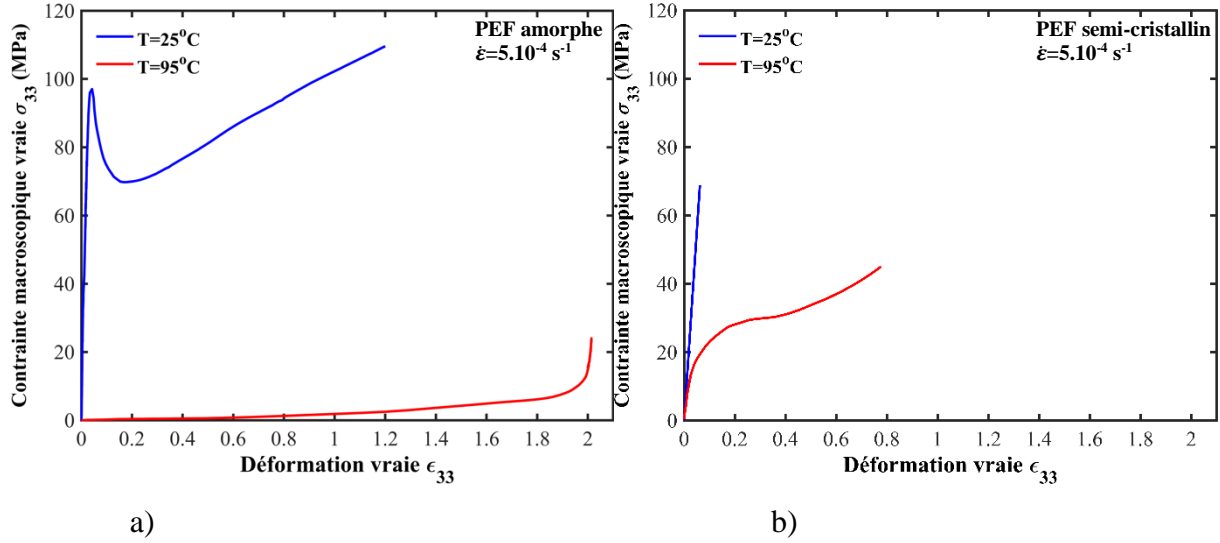 120
100
80
60
40
20
0
Contrainte macroscopique vraie σ33 (MPa)
T=25°C
T=95°C
PEF amorphe
ε̇=5.10-4 s-1
0 0.2 0.4 0.6 0.8 1 1.2 1.4 1.6 1.8 2
Déformation vraie ϵ33
a)
120
100
80
60
40
20
0
Contrainte macroscopique vraie σ33 (MPa)
T=25°C
T=95°C
PEF semi-cristallin
ε̇=5.10-4 s-1
0 0.2 0.4 0.6 0.8 1 1.2 1.4 1.6 1.8 2
Déformation vraie ϵ33
b)